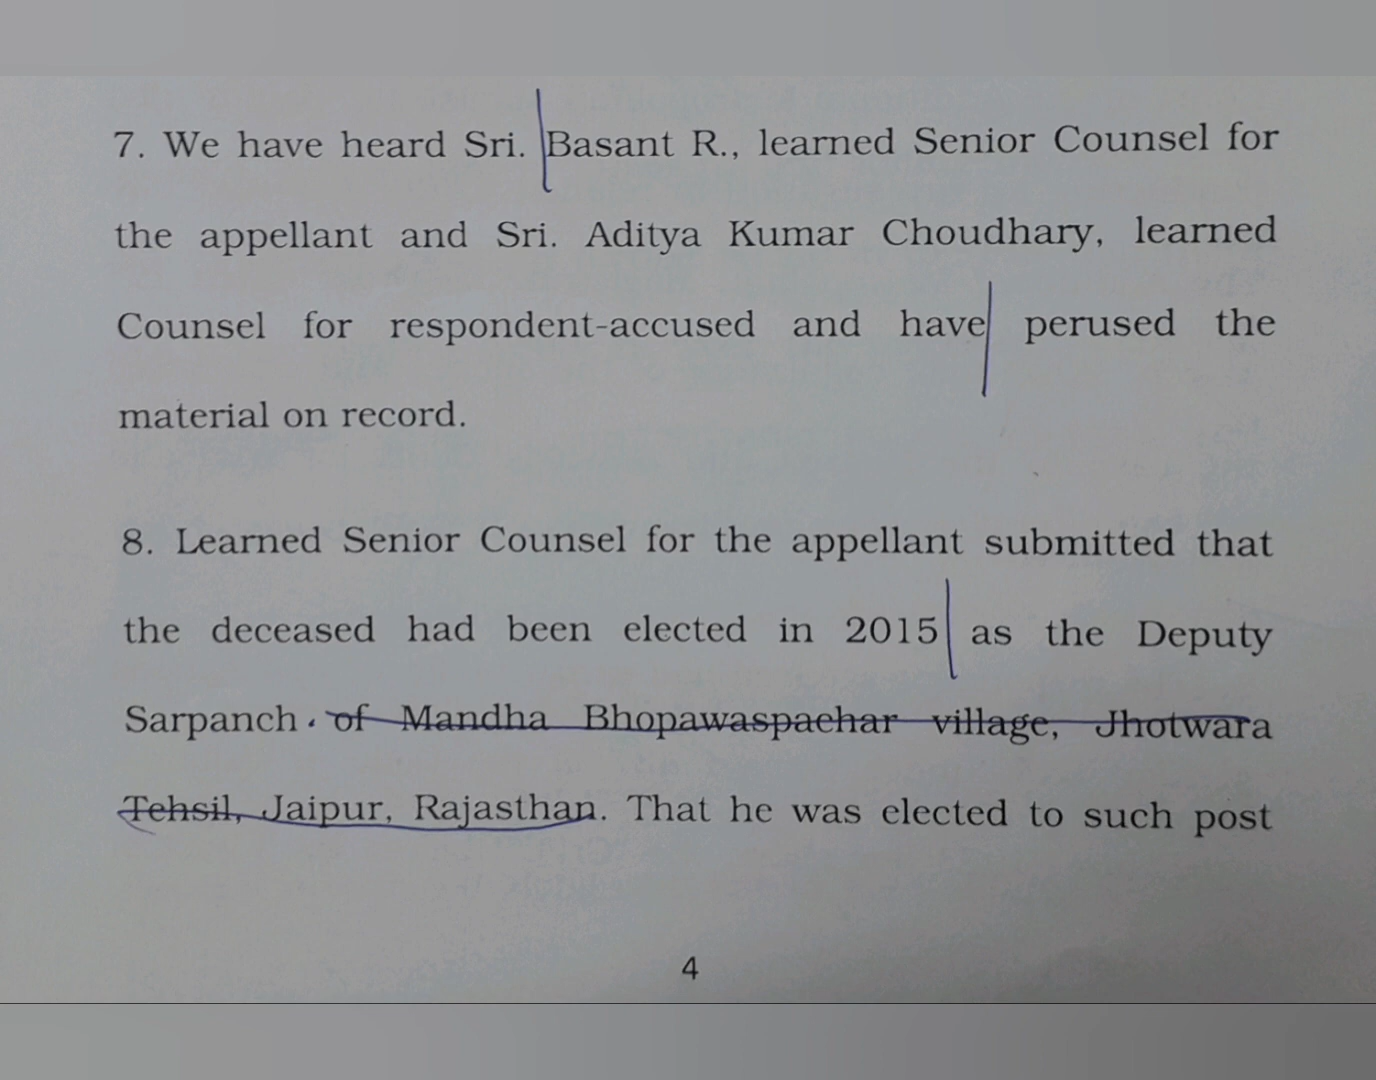 7. We have heard Sri. Basant R., learned Senior Counsel for
the appellant and Sri. Aditya Kumar Choudhary, learned
Counsel for respondent-accused and have perused the
material on record.
8. Learned Senior Counsel for the appellant submitted that
the deceased had been elected in 2015 as the Deputy
Sarpanch of Mandha Bhopawaspachar village, Jhotwara
Tehsil, Jaipur, Rajasthan. That he was elected to such post
4